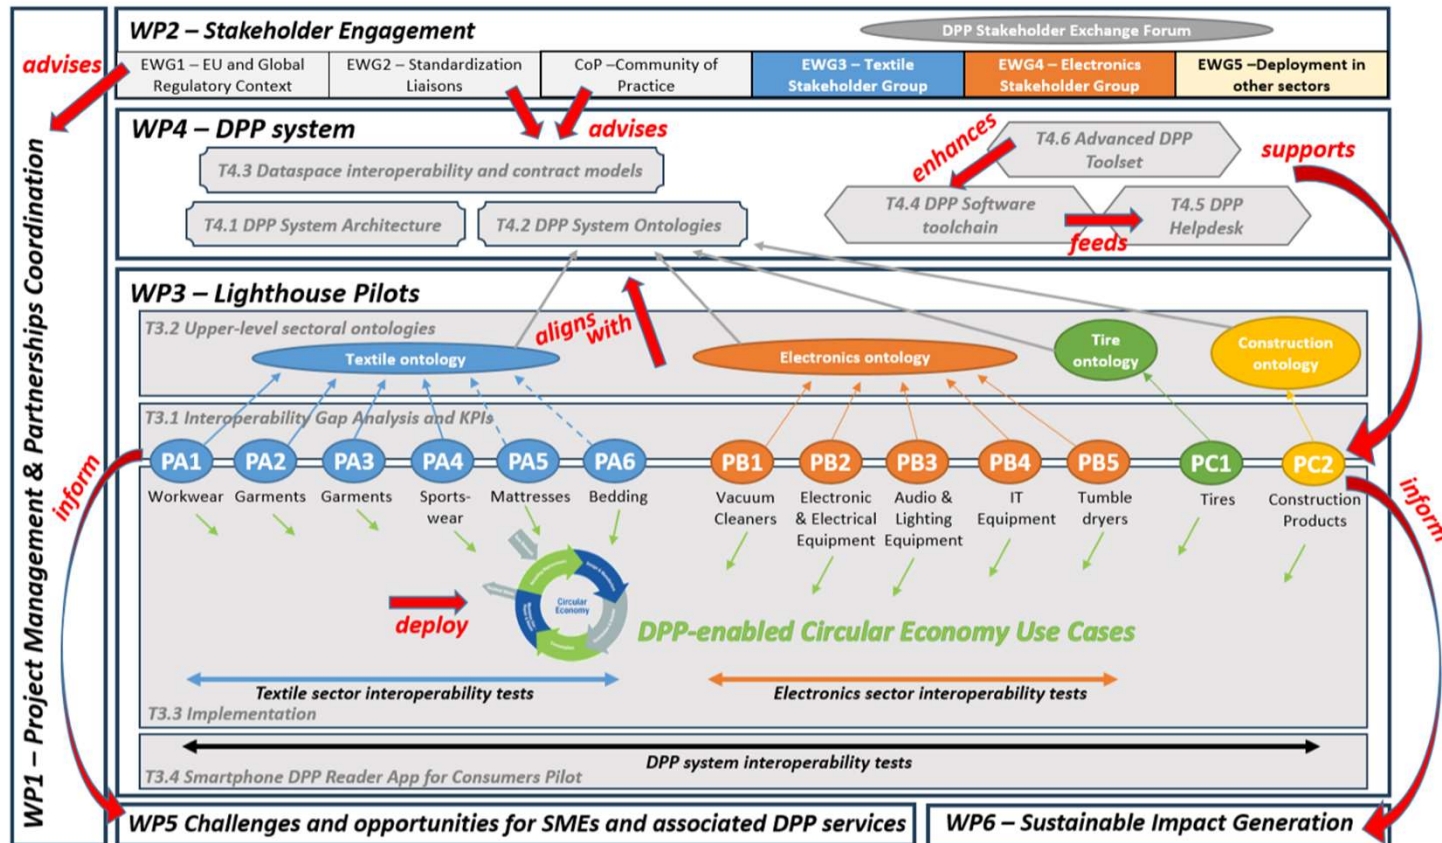 WP1 – Project Management & Partnerships Coordination
WP2 – Stakeholder Engagement
DPP Stakeholder Exchange Forum
advises
EWG1 – EU and Global
Regulatory Context
EWG2 – Standardization
Liaisons
CoP –Community of
Practice
EWG3 – Textile
Stakeholder Group
EWG4 – Electronics
Stakeholder Group
EWG5 –Deployment in
other sectors
WP4 – DPP system
advises
T4.3 Dataspace interoperability and contract models
T4.1 DPP System Architecture
T4.2 DPP System Ontologies
enhances
T4.6 Advanced DPP
Toolset
supports
T4.4 DPP Software
toolchain
feeds
T4.5 DPP
Helpdesk
WP3 – Lighthouse Pilots
T3.2 Upper-level sectoral ontologies
aligns
with
Textile ontology
Electronics ontology
Tire
ontology
Construction
ontology
T3.1 Interoperability Gap Analysis and KPIs
PA1
PA2
PA3
PA4
PA5
PA6
PB1
PB2
PB3
PB4
PB5
PC1
PC2
inform
inform
Workwear
Garments
Garments
Sports-
wear
Mattresses
Bedding
Vacuum
Cleaners
Electronic
& Electrical
Equipment
Audio &
Lighting
Equipment
IT
Equipment
Tumble
dryers
Tires
Construction
Products
deploy
Circular
Economy
DPP-enabled Circular Economy Use Cases
Textile sector interoperability tests
Electronics sector interoperability tests
T3.3 Implementation
DPP system interoperability tests
T3.4 Smartphone DPP Reader App for Consumers Pilot
WP5 Challenges and opportunities for SMEs and associated DPP services
WP6 – Sustainable Impact Generation